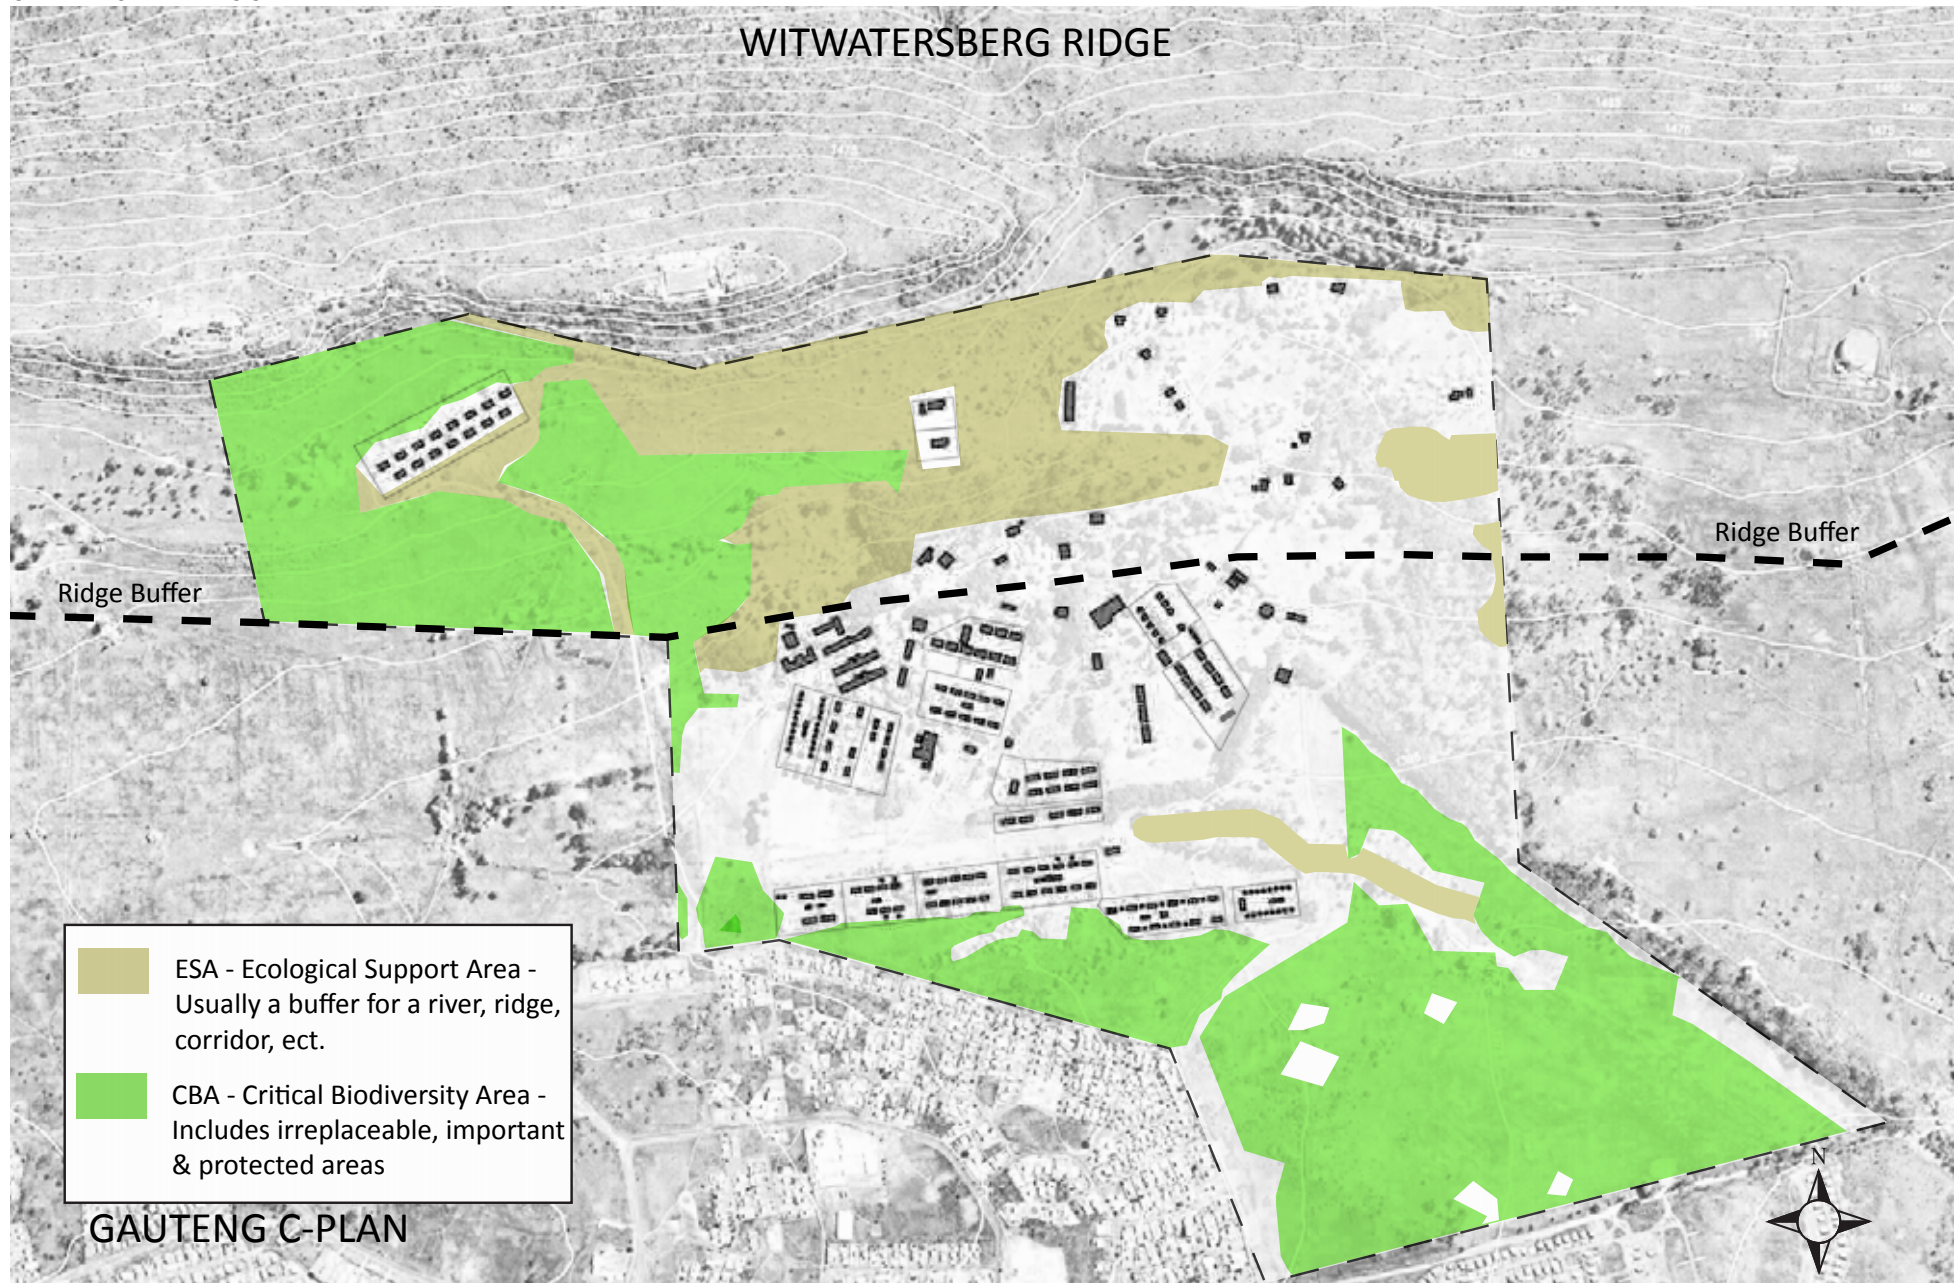 WITWATERSBERG RIDGE
Ridge Buffer
Ridge Buffer
ESA - Ecological Support Area -
Usually a buffer for a river, ridge,
corridor, ect.
CBA - Critical Biodiversity Area -
Includes irreplaceable, important
& protected areas
N
GAUTENG C-PLAN